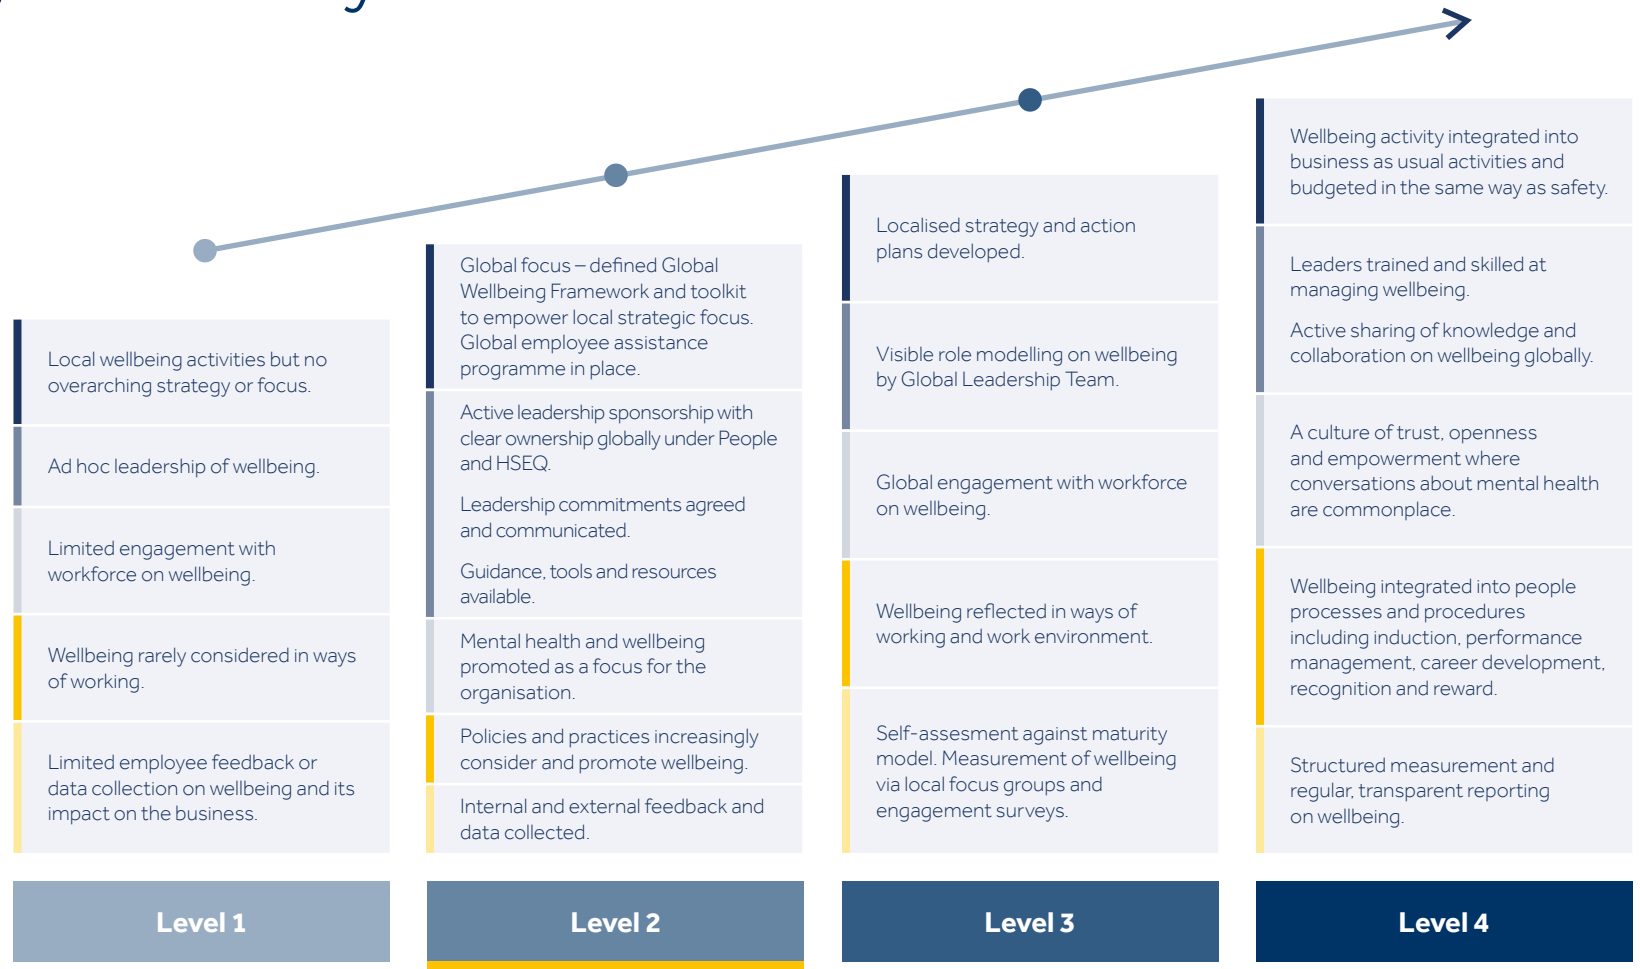 Local wellbeing activities but no
overarching strategy or focus.
Ad hoc leadership of wellbeing.
Limited engagement with
workforce on wellbeing.
Wellbeing rarely considered in ways
of working.
Limited employee feedback or
data collection on wellbeing and its
impact on the business.
Level 1
Global focus – defined Global
Wellbeing Framework and toolkit
to empower local strategic focus.
Global employee assistance
programme in place.
Active leadership sponsorship with
clear ownership globally under People
and HSEQ.
Leadership commitments agreed
and communicated.
Guidance, tools and resources
available.
Mental health and wellbeing
promoted as a focus for the
organisation.
Policies and practices increasingly
consider and promote wellbeing.
Internal and external feedback and
data collected.
Level 2
Localised strategy and action
plans developed.
Visible role modelling on wellbeing
by Global Leadership Team.
Global engagement with workforce
on wellbeing.
Wellbeing reflected in ways of
working and work environment.
Self-assesment against maturity
model. Measurement of wellbeing
via local focus groups and
engagement surveys.
Level 3
Wellbeing activity integrated into
business as usual activities and
budgeted in the same way as safety.
Leaders trained and skilled at
managing wellbeing.
Active sharing of knowledge and
collaboration on wellbeing globally.
A culture of trust, openness
and empowerment where
conversations about mental health
are commonplace.
Wellbeing integrated into people
processes and procedures
including induction, performance
management, career development,
recognition and reward.
Structured measurement and
regular, transparent reporting
on wellbeing.
Level 4